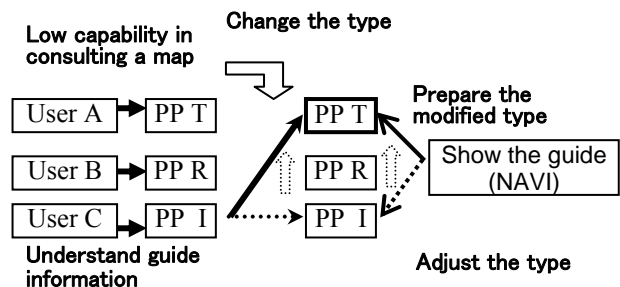 Change the type
Low capability in
consulting a map
User A
PP T
PP T
Prepare the
modified type
User B
PP R
PP R
Show the guide
(NAVI)
User C
PP I
PP I
Understand guide
information
Adjust the type